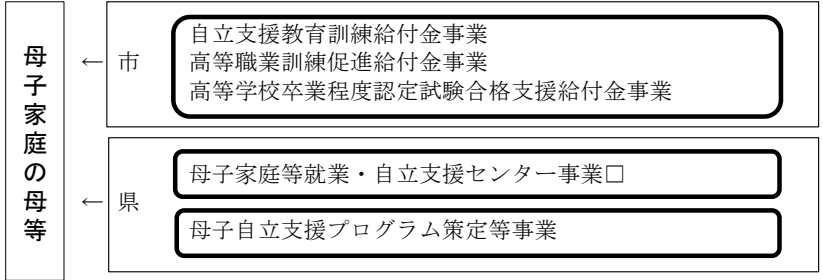 母子家庭の母等
← 市
自立支援教育訓練給付金事業
高等職業訓練促進給付金事業
高等学校卒業程度認定試験合格支援給付金事業
← 県
母子家庭等就業・自立支援センター事業□
母子自立支援プログラム策定等事業